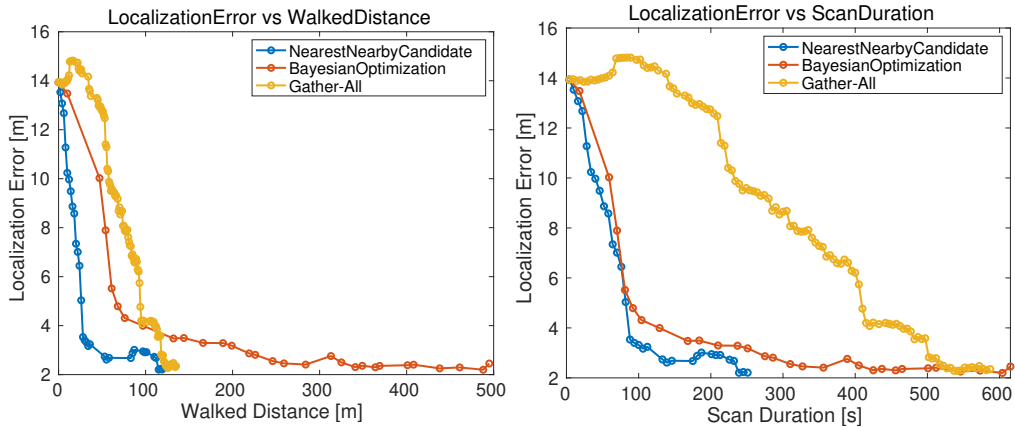 LocalizationError vs WalkedDistance
16
14
12
10
8
6
4
2
Localization Error [m]
NearestNearbyCandidate
BayesianOptimization
Gather-All
0 100 200 300 400 500
Walked Distance [m]
LocalizationError vs ScanDuration
16
14
12
10
8
6
4
2
Localization Error [m]
NearestNearbyCandidate
BayesianOptimization
Gather-All
0 100 200 300 400 500 600
Scan Duration [s]